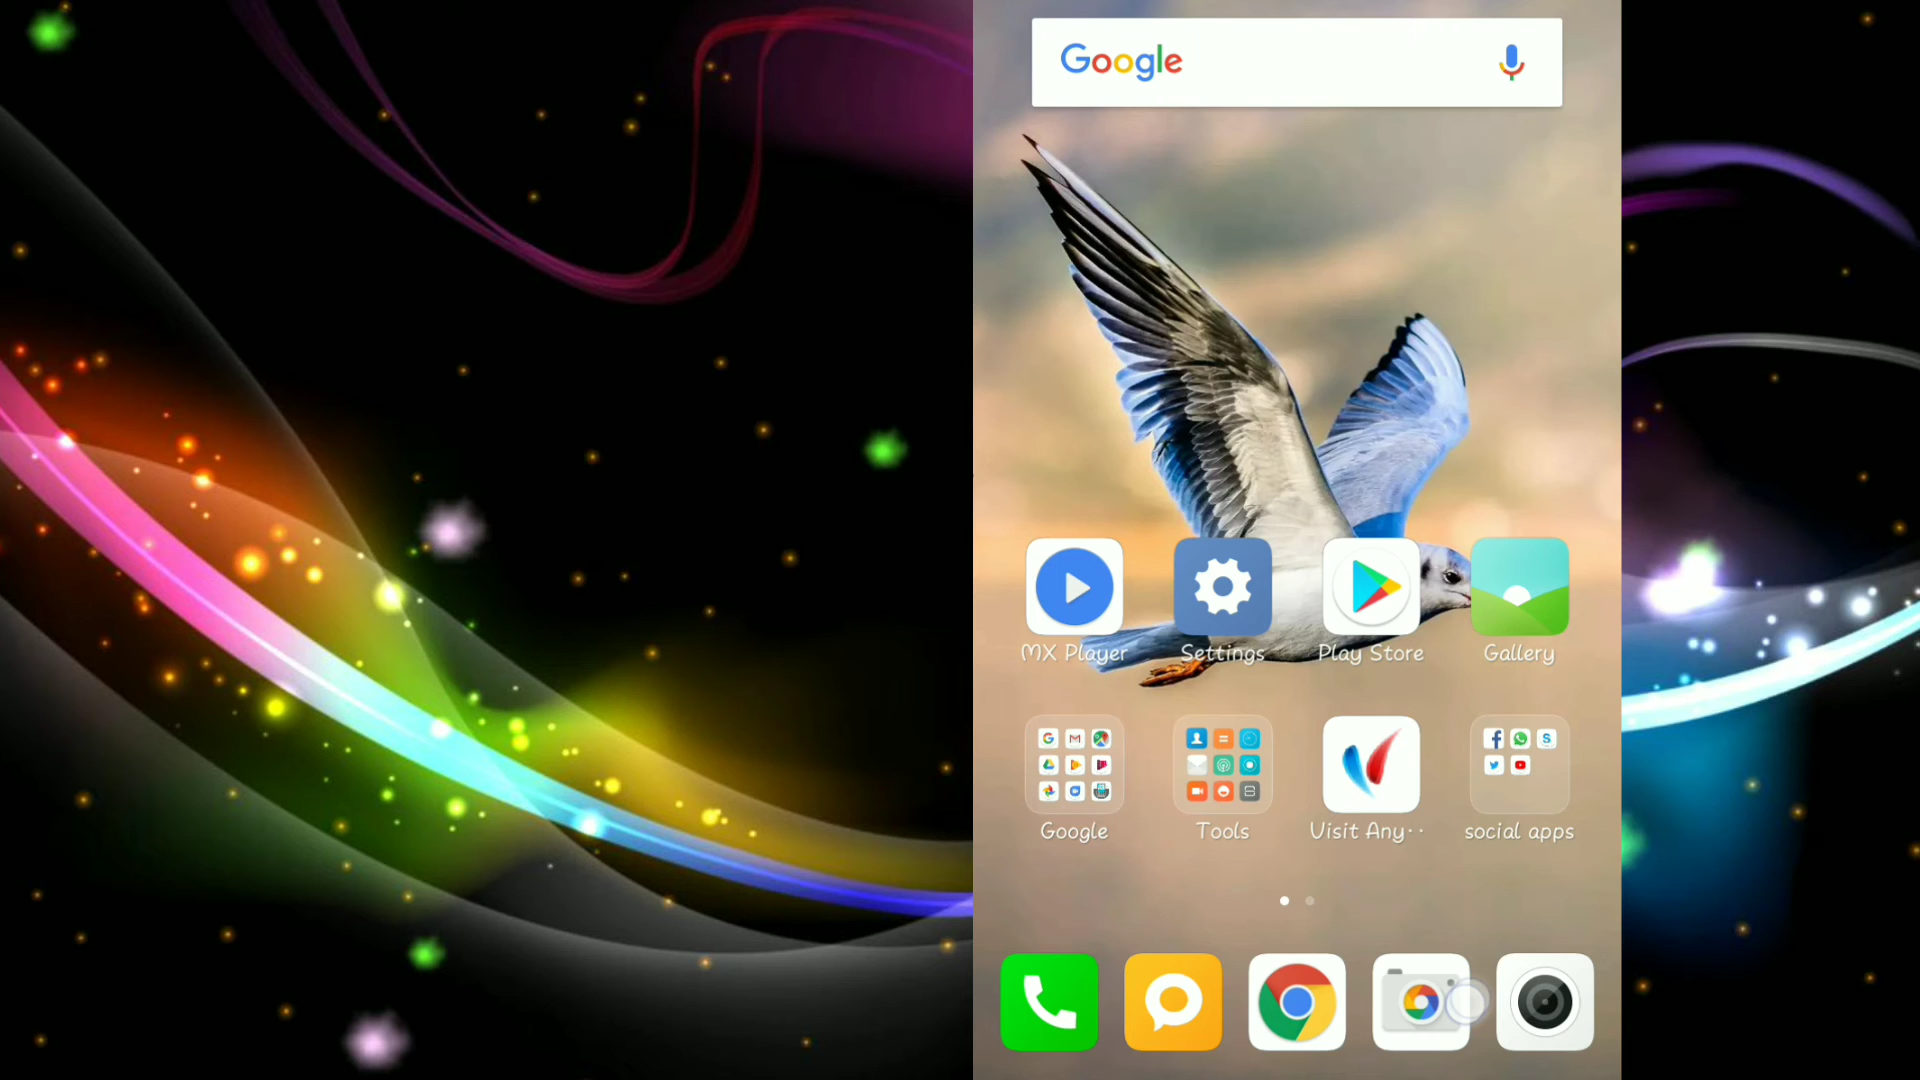 Google
MX Player
Settings
Play Store
Gallery
Google
Tools
Visit Any··
social apps